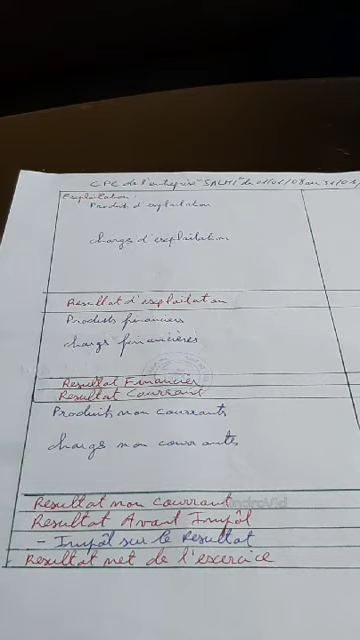 CPC de l'entreprise "SALMI" du 01/01/08 au 31/01/
Exploitation :
Produits d'exploitation
charges d'exploitation
Resultat d'exploitation
Produits financiers
charges financières
Resultat Financier
Resultat Courant
Produits non courants
charges non courantes
Resultat non courant
Resultat Avant Impôt
- Impôt sur le Resultat
Resultat net de l'exercice